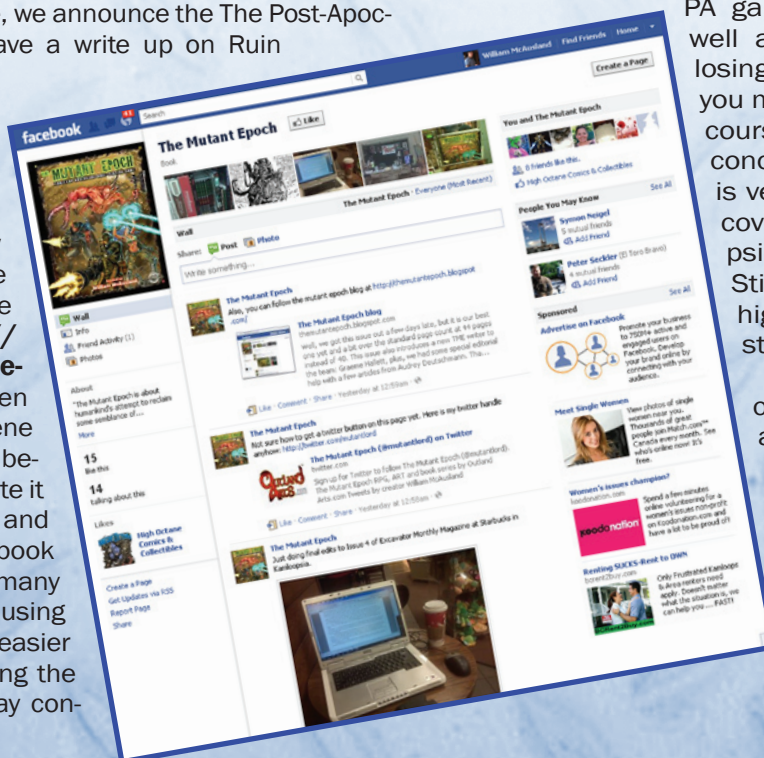 e, we announce the The Post-Apoc-
ave a write up on Ruin
//
e-
en
ene
be-
te it
and
book
many
using
easier
ng the
ay con-
facebook
41
Search
William McAusland
Find Friends
Home
The Mutant Epoch
Like
Book
Create a Page
The Mutant Epoch · Everyone (Most Recent)
Wall
Share: Post Photo
Write something...
The Mutant Epoch
Also, you can follow the mutant epoch blog at http://themutantepoch.blogspot
.com/
The Mutant Epoch blog
themutantepoch.blogspot.com
well, we got this issue out a few days late, but it is our best
one yet and a bit over the standard page count at 44 pages
instead of 40. This issue also introduces a new TME writer to
the team: Graeme Hallett, plus, we had some special editorial
help with a few articles from Audrey Deutschmann. Tha...
Like · Comment · Share · Yesterday at 12:59am
The Mutant Epoch
Not sure how to get a twitter button on this page yet. Here is my twitter handle
anyhow: http://twitter.com/mutantlord
The Mutant Epoch (@mutantlord) on Twitter
twitter.com
Sign up for Twitter to follow The Mutant Epoch (@mutantlord).
The Mutant Epoch RPG, ART and book series by Outland
Arts.com Tweets by creator William McAusland
Outland
Arts
Like · Comment · Share · Yesterday at 12:50am
The Mutant Epoch
Just doing final edits to Issue 4 of Excavator Monthly Magazine at Starbucks in
THE MUTANT EPOCH
Wall
Info
Friend Activity (1)
Photos
About
"The Mutant Epoch is about
humankind's attempt to reclaim
some semblance of....
More
15
like this
14
talking about this
Likes
High Octane
Comics &
Collectibles
Create a Page
Get Updates via RSS
Report Page
Share
You and The Mutant Epoch
8 friends like this.
High Octane Comics & Collectibles
People You May Know
See All
Symon Neigel
5 mutual friends
Add Friend
Peter Seckler (El Tero Bravo)
4 mutual friends
Add Friend
Sponsored
See All
Advertise on Facebook
Promote your business
to 750M+ active and
engaged users on
Facebook. Develop
your brand online by
connecting with your
audience.
Meet Single Women
View photos of single
women near you.
Thousands of great
people join Match.com™
Canada every month. See
who's online now! It's
free.
Women's issues champion?
koodonation.com
koodonation
Spend a few minutes
online volunteering for a
women's issues non-profit
on Koodonation.com and
have a lot to be proud of!
Renting SUCKS-Rent to OWN
bcrent2buy.com
Only Frustrated Kamloops
& Area renters need
apply. Doesn't matter
what the situation is, we
can help you .... FAST!
PA ga
well a
losing
you m
cours
conc
is ve
cov
psi
Sti
hig
st
o
a